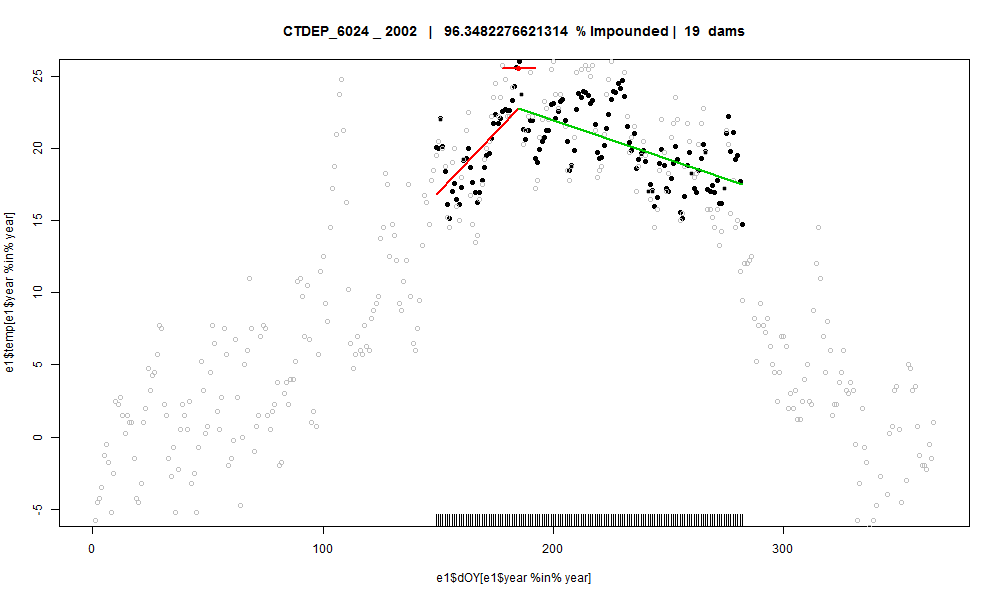 CTDEP_6024 _ 2002 | 96.3482276621314 % Impounded | 19 dams
25
20
15
10
5
0
-5
e1$temp[e1$year %in% year]
0 100 200 300
e1$dOY[e1$year %in% year]